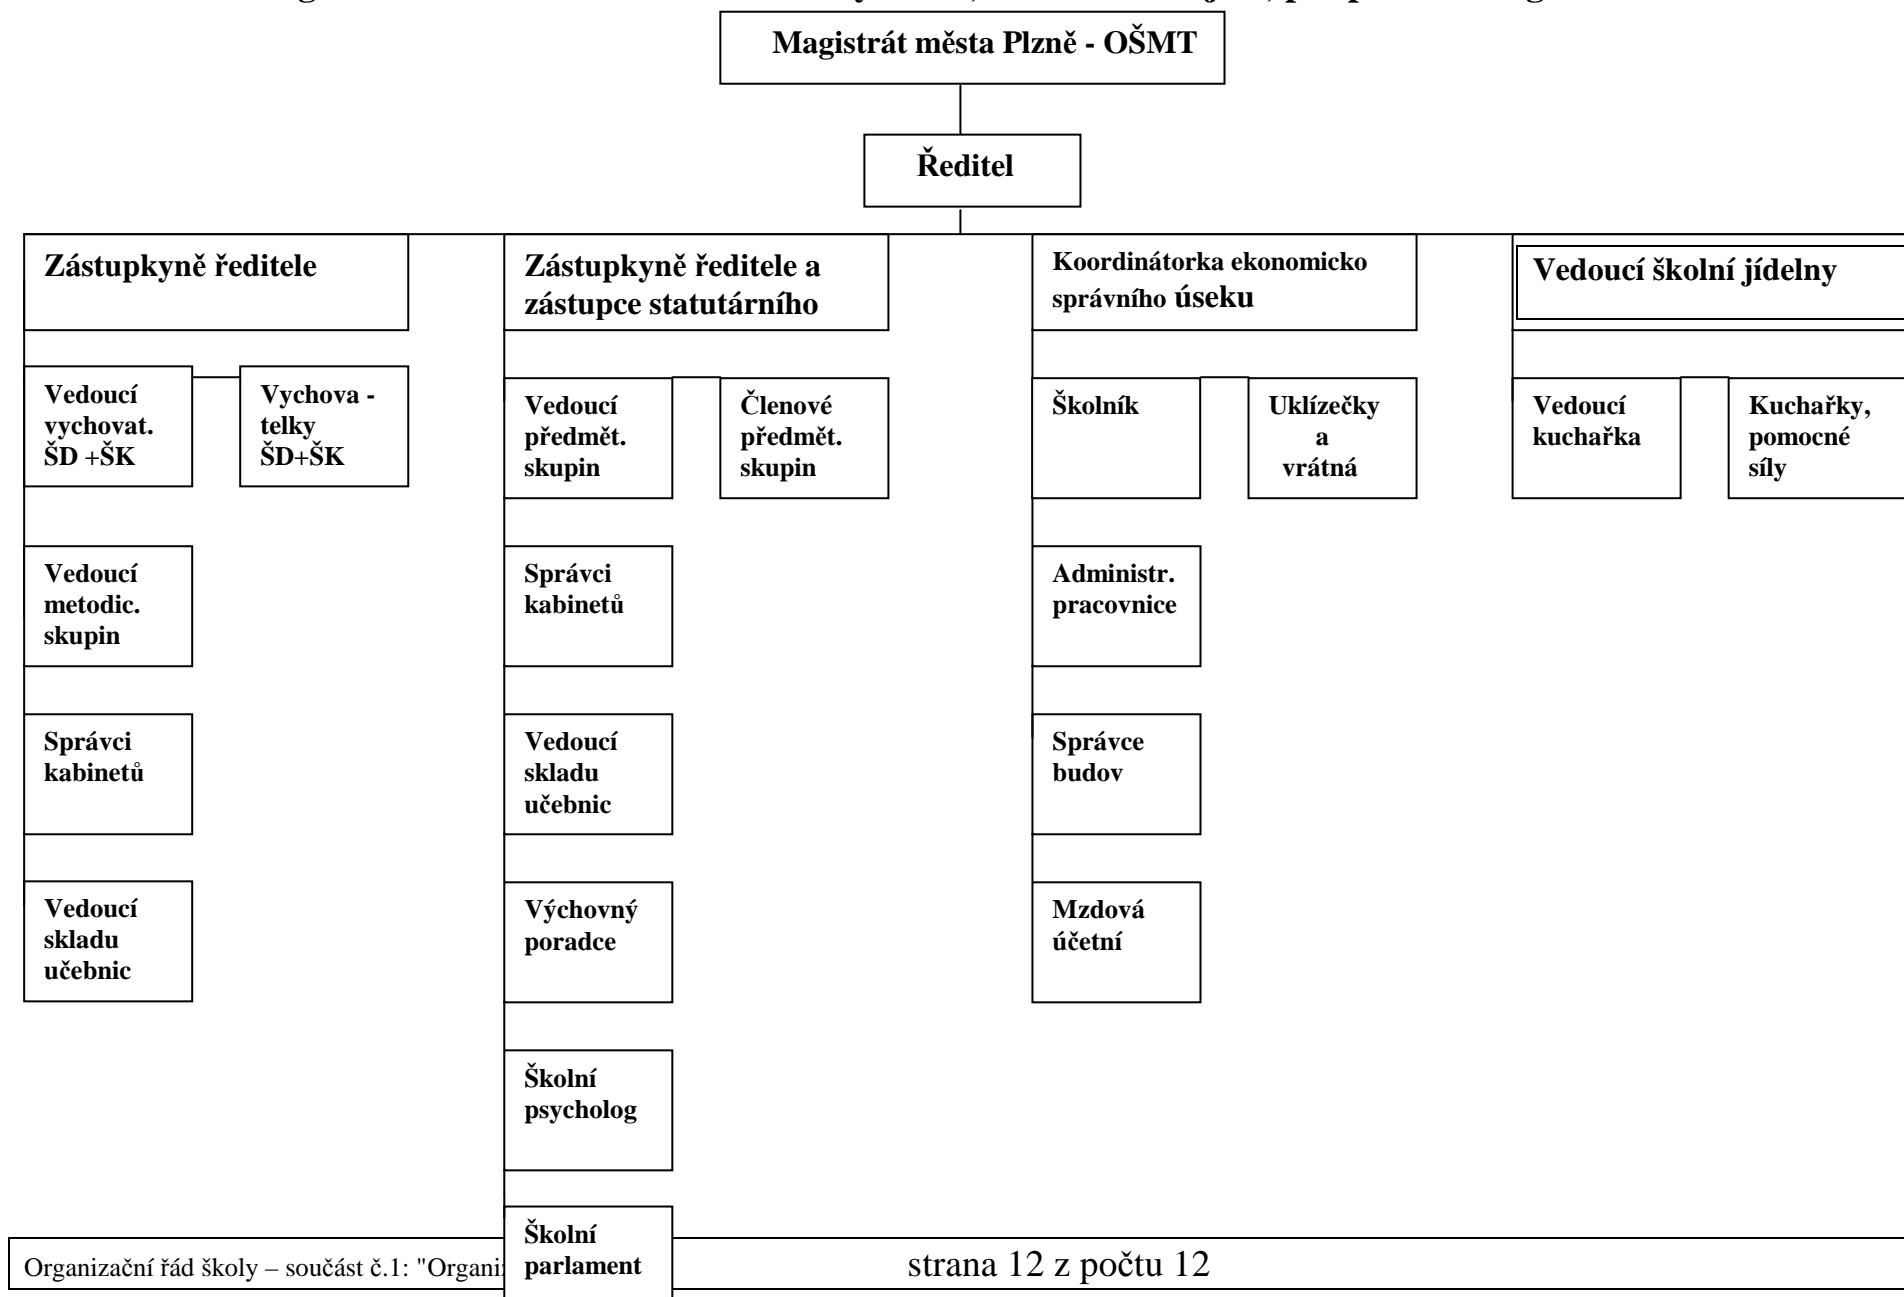 Magistrát města Plzně - OŠMT
Ředitel
Zástupkyně ředitele
Zástupkyně ředitele a
zástupce statutárního
Koordinátorka ekonomicko
správního úseku
Vedoucí školní jídelny
Vedoucí
vychovat.
ŠD +ŠK
Vychova -
telky
ŠD+ŠK
Vedoucí
předmět.
skupin
Členové
předmět.
skupin
Školník
Uklízečky
a
vrátná
Vedoucí
kuchařka
Kuchařky,
pomocné
síly
Vedoucí
metodic.
skupin
Správci
kabinetů
Administr.
pracovnice
Správci
kabinetů
Vedoucí
skladu
učebnic
Správce
budov
Vedoucí
skladu
učebnic
Výchovný
poradce
Mzdová
účetní
Školní
psycholog
Školní
parlament
Organizační řád školy – součást č.1: "Organi
strana 12 z počtu 12